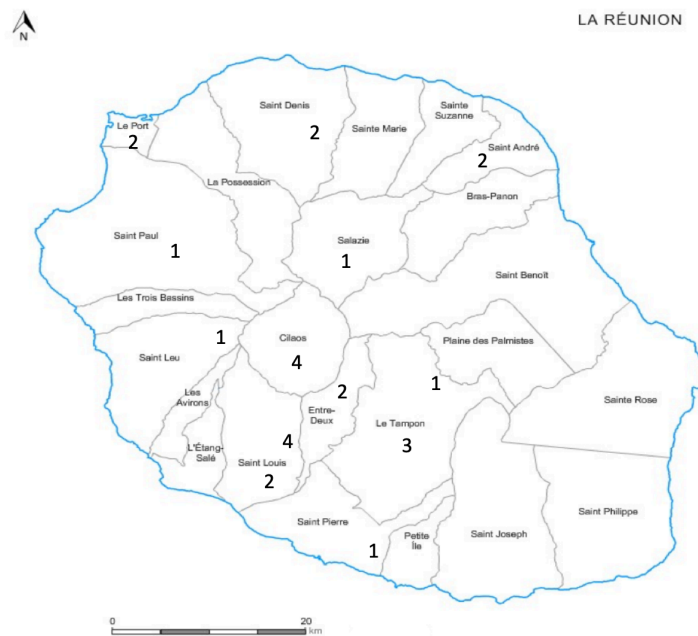 LA RÉUNION
N
Saint Denis
2
Sainte Marie
Sainte
Suzanne
Le Port
2
Saint André
2
La Possession
Bras-Panon
Saint Paul
1
Salazie
1
Saint Benoît
Les Trois Bassins
Saint Leu
1
Cilaos
4
Plaine des Palmistes
Les
Avirons
2
Entre-
Deux
1
Le Tampon
3
Sainte Rose
L'Étang-
Salé
4
Saint Louis
2
Saint Philippe
Saint Pierre
1
Petite
Île
Saint Joseph
0
20
km